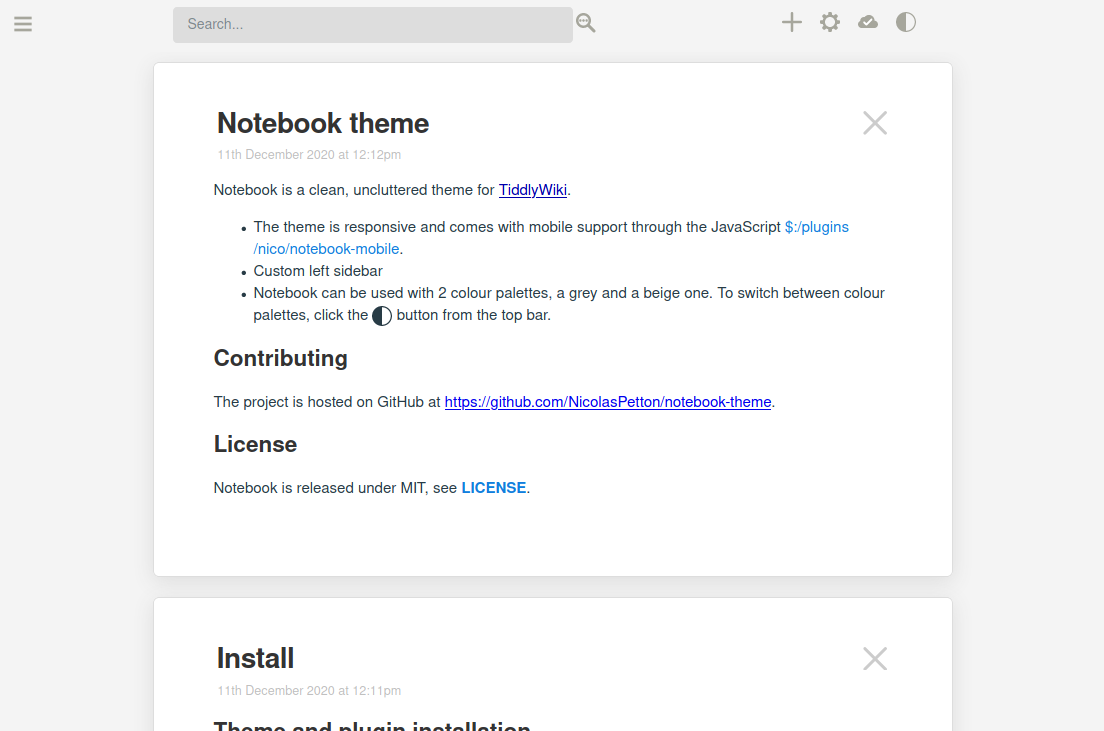 Search...
Notebook theme
11th December 2020 at 12:12pm
Notebook is a clean, uncluttered theme for TiddlyWiki.
• The theme is responsive and comes with mobile support through the JavaScript $:/plugins
/nico/notebook-mobile.
• Custom left sidebar
• Notebook can be used with 2 colour palettes, a grey and a beige one. To switch between colour
palettes, click the button from the top bar.
Contributing
The project is hosted on GitHub at https://github.com/NicolasPetton/notebook-theme.
License
Notebook is released under MIT, see LICENSE.
Install
11th December 2020 at 12:11pm
Theme and plugin installation